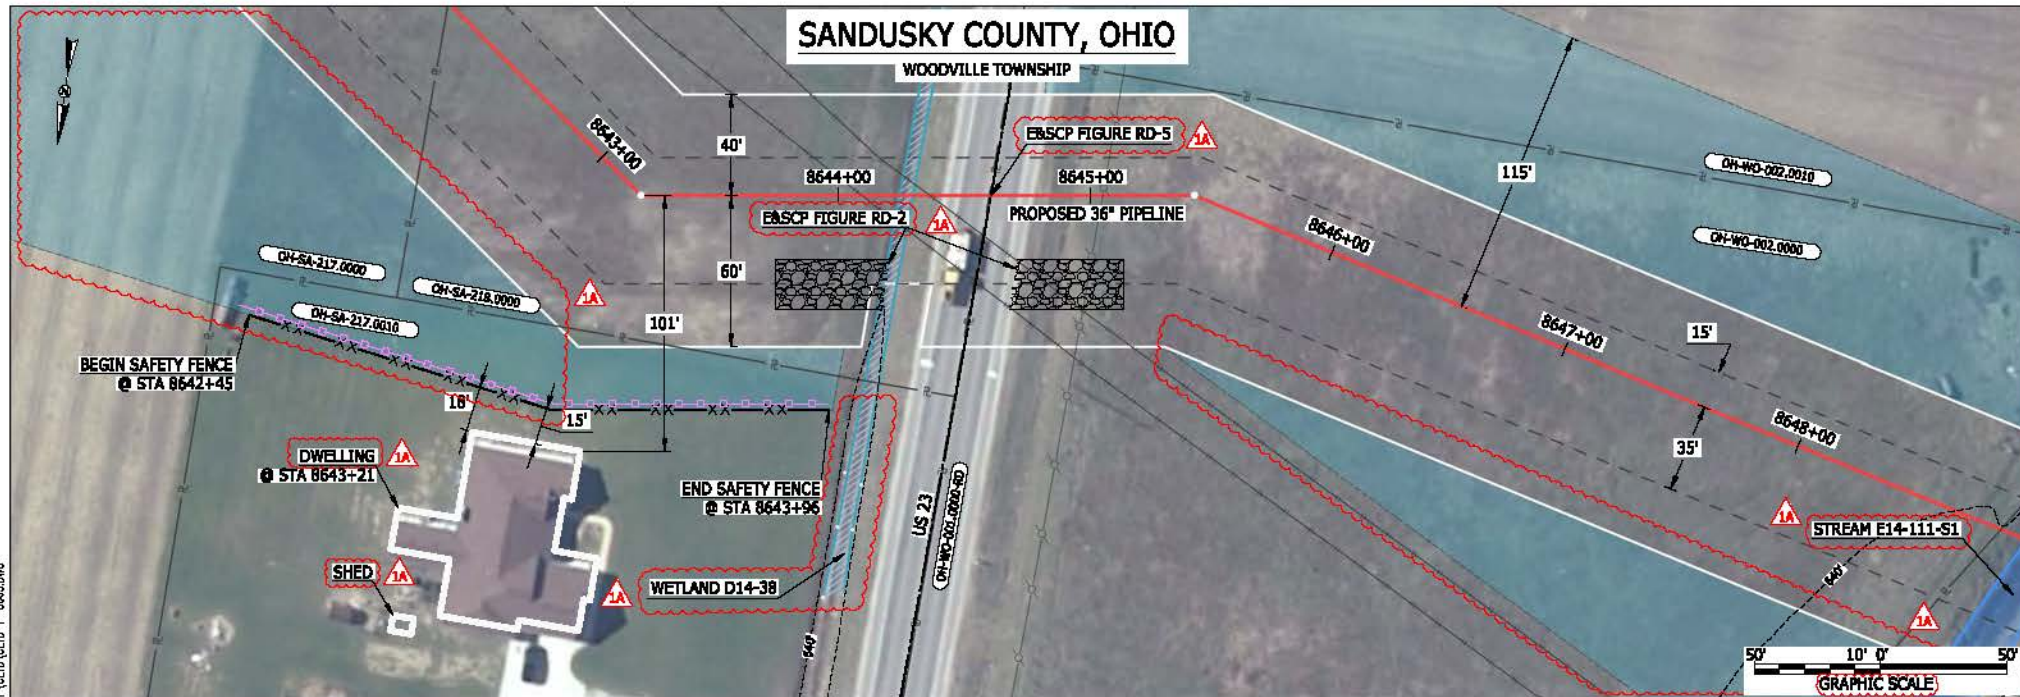 SANDUSKY COUNTY, OHIO
WOODVILLE TOWNSHIP
N
8643+00
40'
8644+00
E&SCP FIGURE RD-5
1A
8645+00
115'
OH-WO-002.0010
E&SCP FIGURE RD-2
1A
PROPOSED 36" PIPELINE
8646+00
OH-WO-002.0000
OH-SA-217.0000
OH-SA-218.0000
OH-SA-217.0010
1A
60'
101'
8647+00
15'
BEGIN SAFETY FENCE
@ STA 8642+45
16'
15'
8648+00
35'
DWELLING
1A
@ STA 8643+21
END SAFETY FENCE
@ STA 8643+96
US 23
OH-WO-001.0000-RD
1A
STREAM E14-111-S1
SHED
1A
1A
WETLAND D14-38
640'
640'
1A
50'
10'
0'
50'
GRAPHIC SCALE